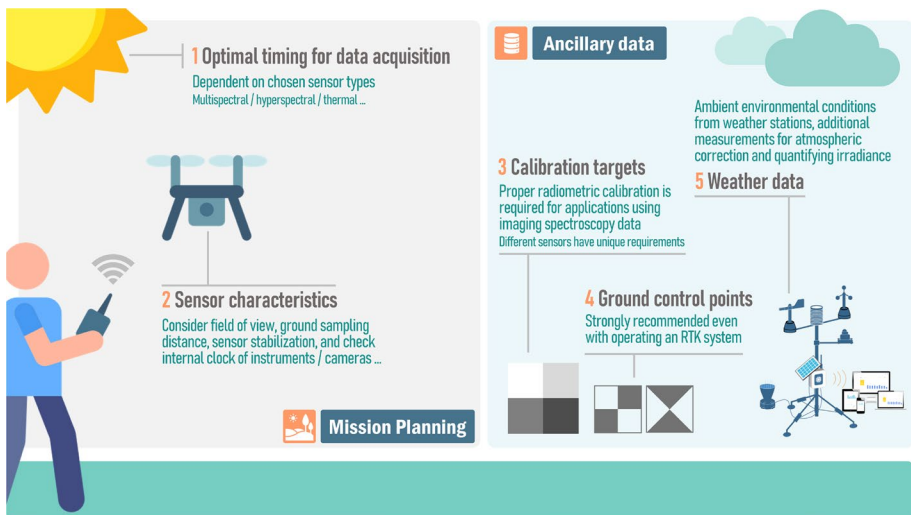 1 Optimal timing for data acquisition
Dependent on chosen sensor types
Multispectral / hyperspectral / thermal ...
2 Sensor characteristics
Consider field of view, ground sampling
distance, sensor stabilization, and check
internal clock of instruments / cameras ...
Mission Planning
Ancillary data
3 Calibration targets
Proper radiometric calibration is
required for applications using
imaging spectroscopy data
Different sensors have unique requirements
4 Ground control points
Strongly recommended even
with operating an RTK system
Ambient environmental conditions
from weather stations, additional
measurements for atmospheric
correction and quantifying irradiance
5 Weather data